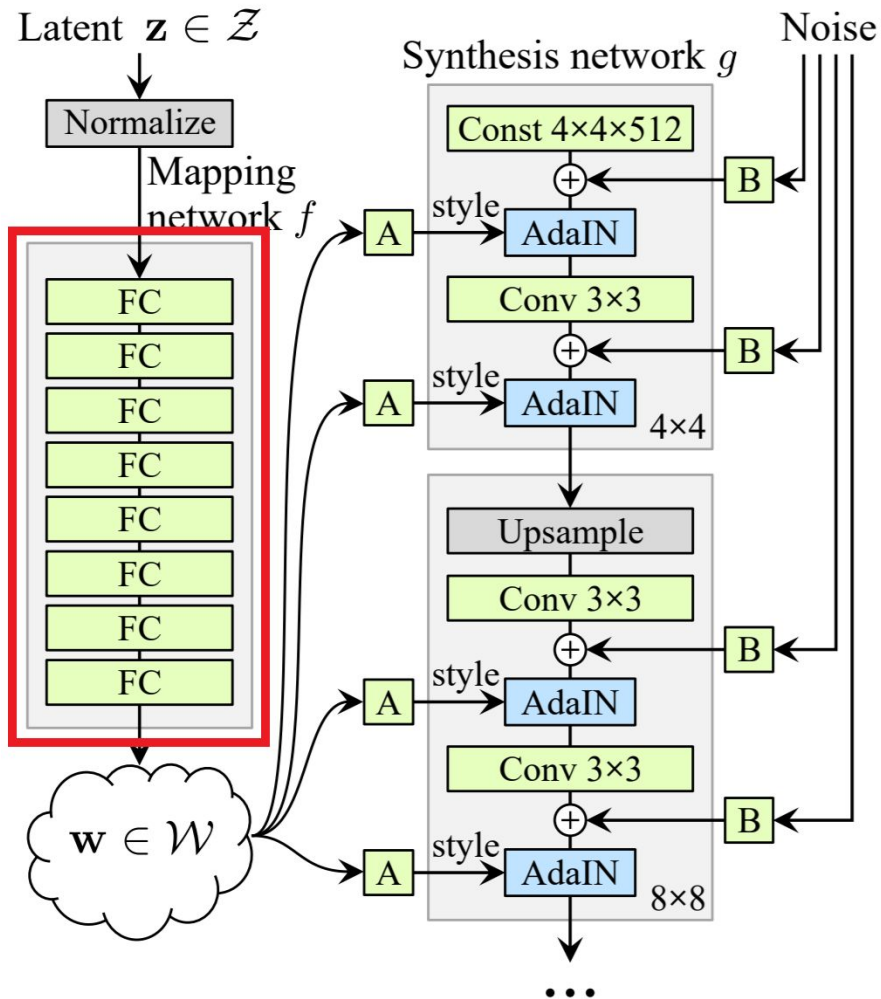 Latent z ∈ 𝒵
Normalize
Mapping
network f
FC
FC
FC
FC
FC
FC
FC
FC
w ∈ 𝒲
Noise
Synthesis network g
Const 4×4×512
+
B
A
style
AdaIN
Conv 3×3
+
B
A
style
AdaIN
4×4
Upsample
Conv 3×3
+
B
A
style
AdaIN
Conv 3×3
+
B
A
style
AdaIN
8×8
...